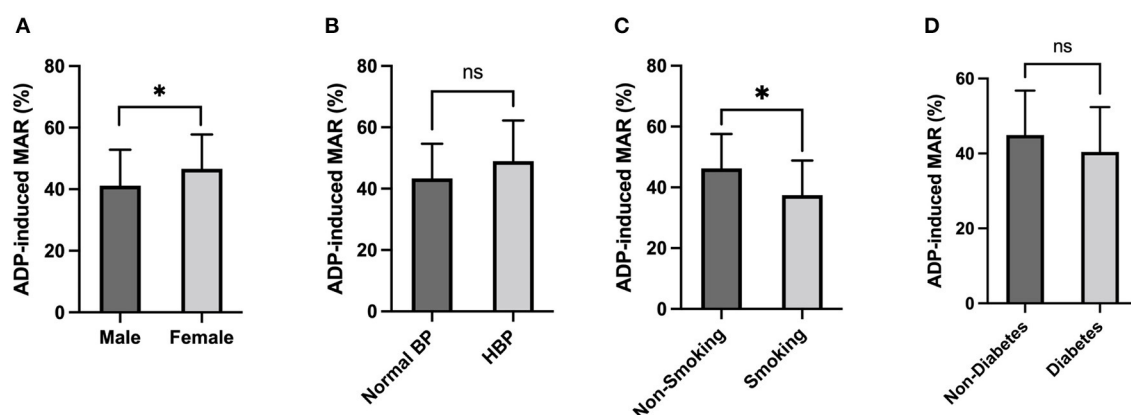 A
ADP-induced MAR (%)
80
60
40
20
0
*
Male
Female
B
ADP-induced MAR (%)
80
60
40
20
0
ns
Normal BP
HBP
C
ADP-induced MAR (%)
80
60
40
20
0
*
Non-Smoking
Smoking
D
ADP-induced MAR (%)
60
40
20
0
ns
Non-Diabetes
Diabetes